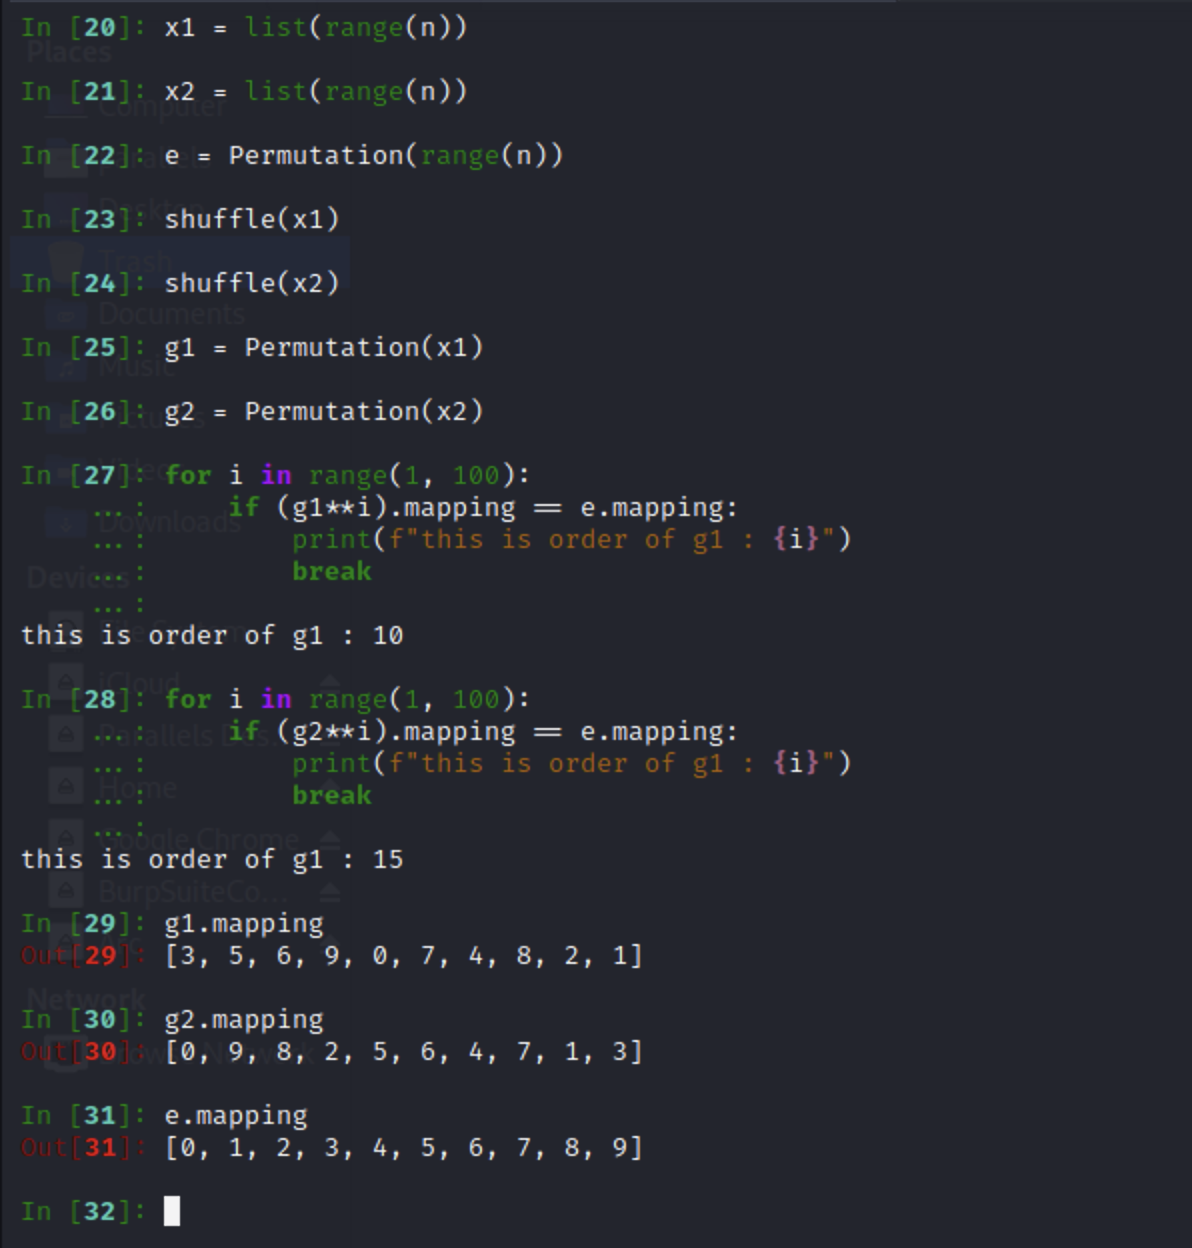 In [20]: x1 = list(range(n))
Places
In [21]: x2 = list(range(n))
Computer
In [22]: e = Permutation(range(n))
Desktop
In [23]: shuffle(x1)
Trash
In [24]: shuffle(x2)
Documents
In [25]: g1 = Permutation(x1)
Music
In [26]: g2 = Permutation(x2)
Pictures
In [27]: for i in range(1, 100):
Videos
...: if (g1**i).mapping == e.mapping:
Downloads
...: print(f"this is order of g1 : {i}")
...: break
Devices
...:
this is order of g1 : 10
File System
iCloud
In [28]: for i in range(1, 100):
...: if (g2**i).mapping == e.mapping:
Parallels Des...
...: print(f"this is order of g1 : {i}")
Home
...: break
...:
Google Chrome
this is order of g1 : 15
BurpSuiteCo...
In [29]: g1.mapping
Out[29]: [3, 5, 6, 9, 0, 7, 4, 8, 2, 1]
Network
In [30]: g2.mapping
Out[30]: [0, 9, 8, 2, 5, 6, 4, 7, 1, 3]
Browse Network
In [31]: e.mapping
Out[31]: [0, 1, 2, 3, 4, 5, 6, 7, 8, 9]
In [32]: